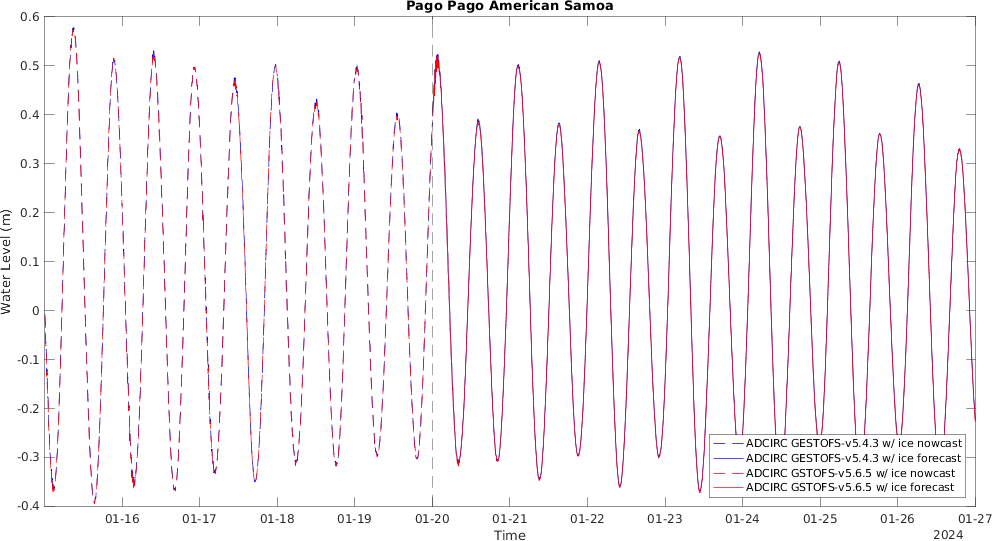 Pago Pago American Samoa
0.6
0.5
0.4
0.3
0.2
0.1
0
-0.1
-0.2
-0.3
-0.4
Water Level (m)
ADCIRC GESTOFS-v5.4.3 w/ ice nowcast
ADCIRC GESTOFS-v5.4.3 w/ ice forecast
ADCIRC GSTOFS-v5.6.5 w/ ice nowcast
ADCIRC GSTOFS-v5.6.5 w/ ice forecast
01-16 01-17 01-18 01-19 01-20 01-21 01-22 01-23 01-24 01-25 01-26 01-27
Time
2024